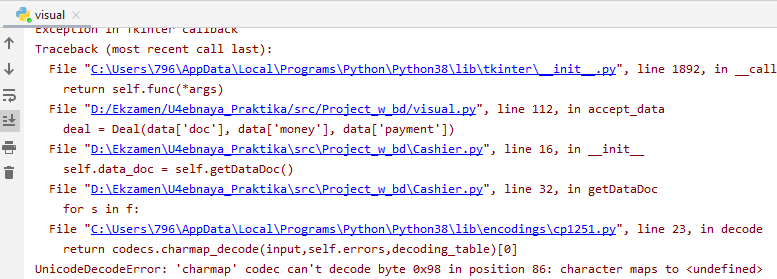 visual
Exception in Tkinter callback
Traceback (most recent call last):
File "C:\Users\796\AppData\Local\Programs\Python\Python38\lib\tkinter\__init__.py", line 1892, in __call
return self.func(*args)
File "D:/Ekzamen/U4ebnaya_Praktika/src/Project_w_bd/visual.py", line 112, in accept_data
deal = Deal(data['doc'], data['money'], data['payment'])
File "D:\Ekzamen\U4ebnaya_Praktika\src\Project_w_bd\Cashier.py", line 16, in __init__
self.data_doc = self.getDataDoc()
File "D:\Ekzamen\U4ebnaya_Praktika\src\Project_w_bd\Cashier.py", line 32, in getDataDoc
for s in f:
File "C:\Users\796\AppData\Local\Programs\Python\Python38\lib\encodings\cp1251.py", line 23, in decode
return codecs.charmap_decode(input,self.errors,decoding_table)[0]
UnicodeDecodeError: 'charmap' codec can't decode byte 0x98 in position 86: character maps to <undefined>